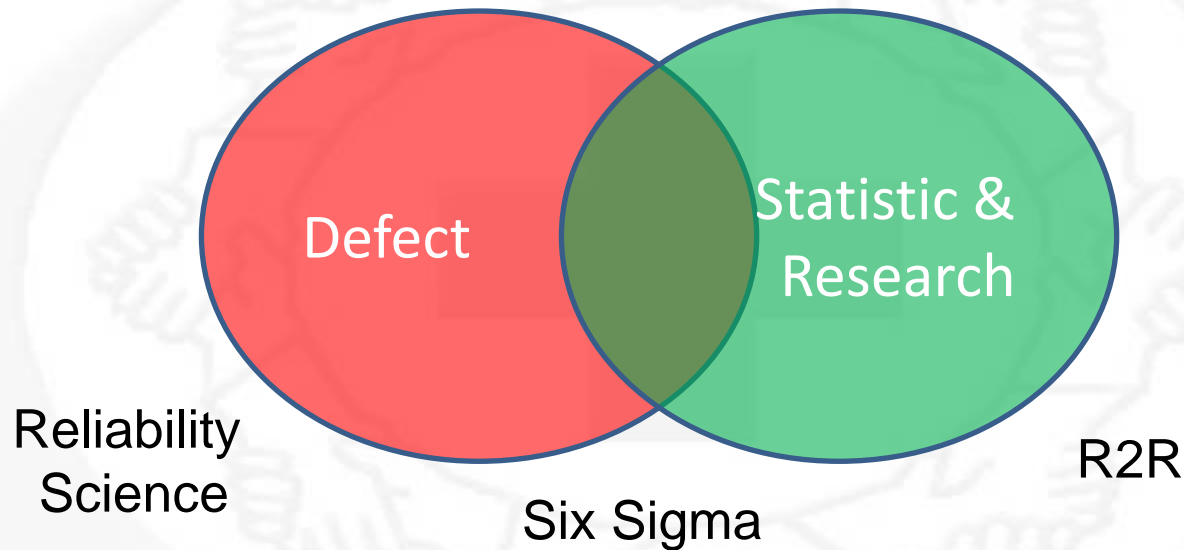 Defect
Statistic &
Research
Reliability
Science
Six Sigma
R2R